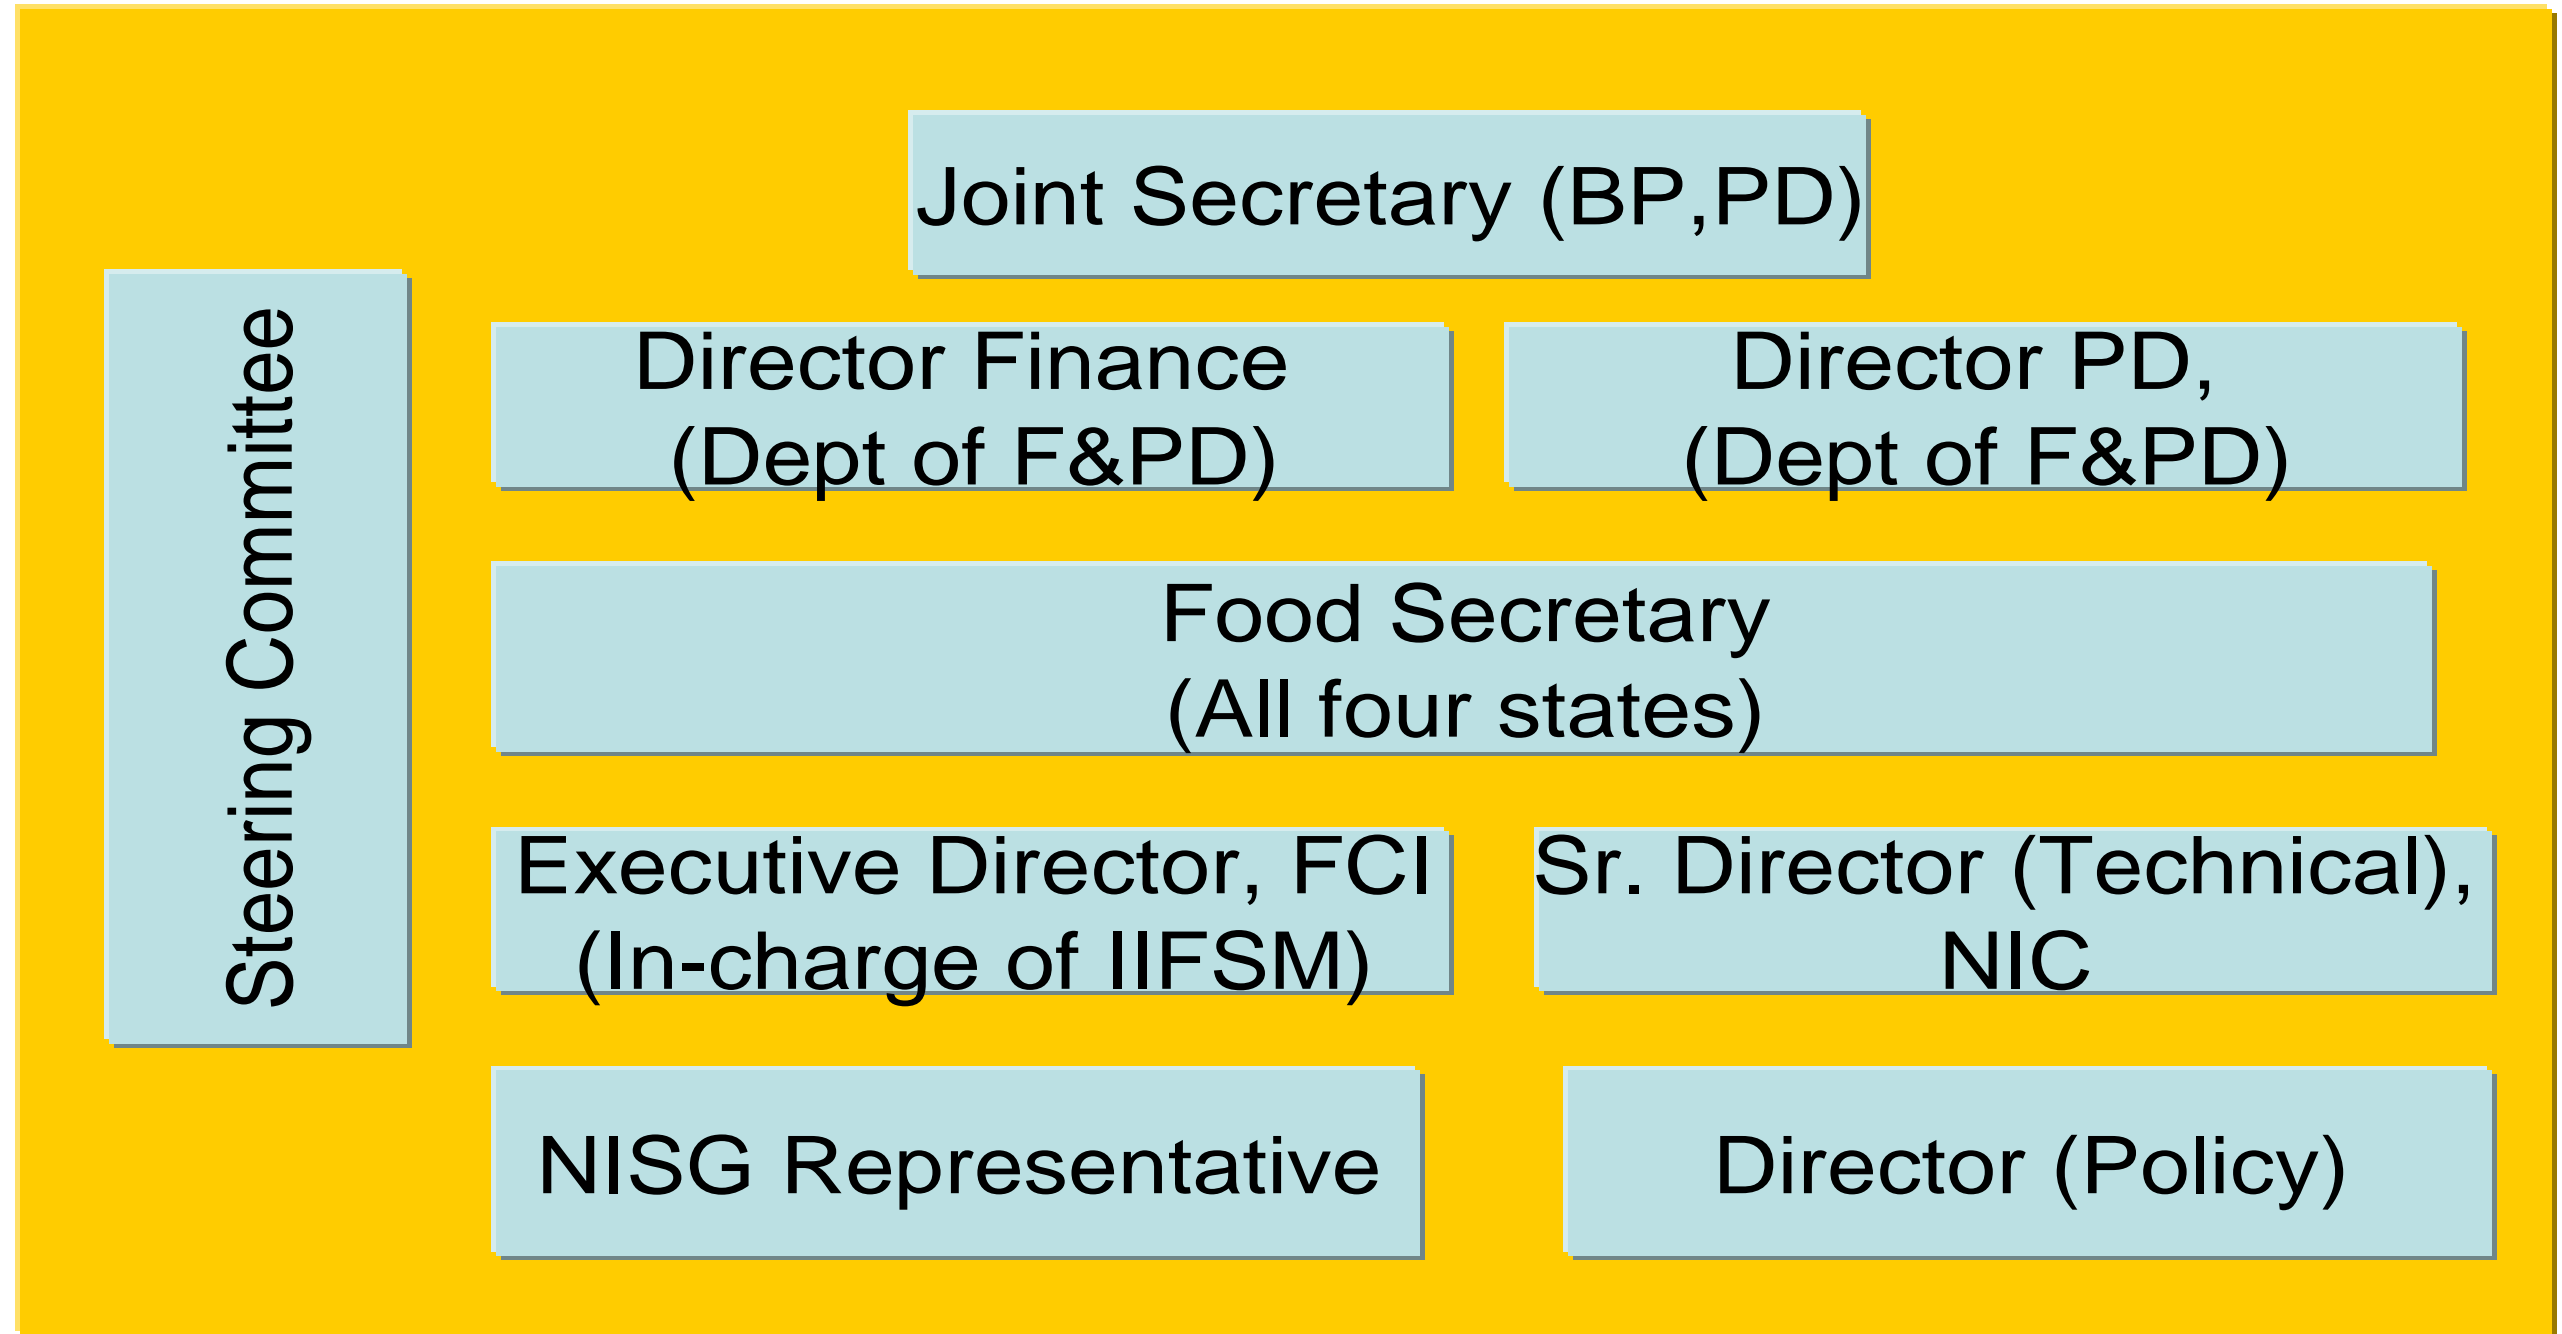 Steering Committee
Joint Secretary (BP,PD)
Director Finance
(Dept of F&PD)
Director PD,
(Dept of F&PD)
Food Secretary
(All four states)
Executive Director, FCI
(In-charge of IIFSM)
Sr. Director (Technical),
NIC
NISG Representative
Director (Policy)